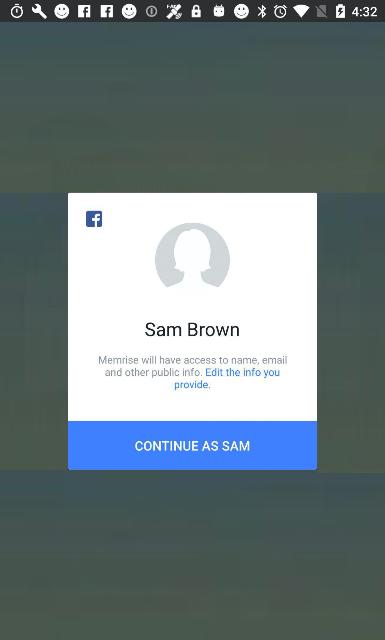 4:32
Sam Brown
Memrise will have access to name, email
and other public info. Edit the info you
provide.
CONTINUE AS SAM